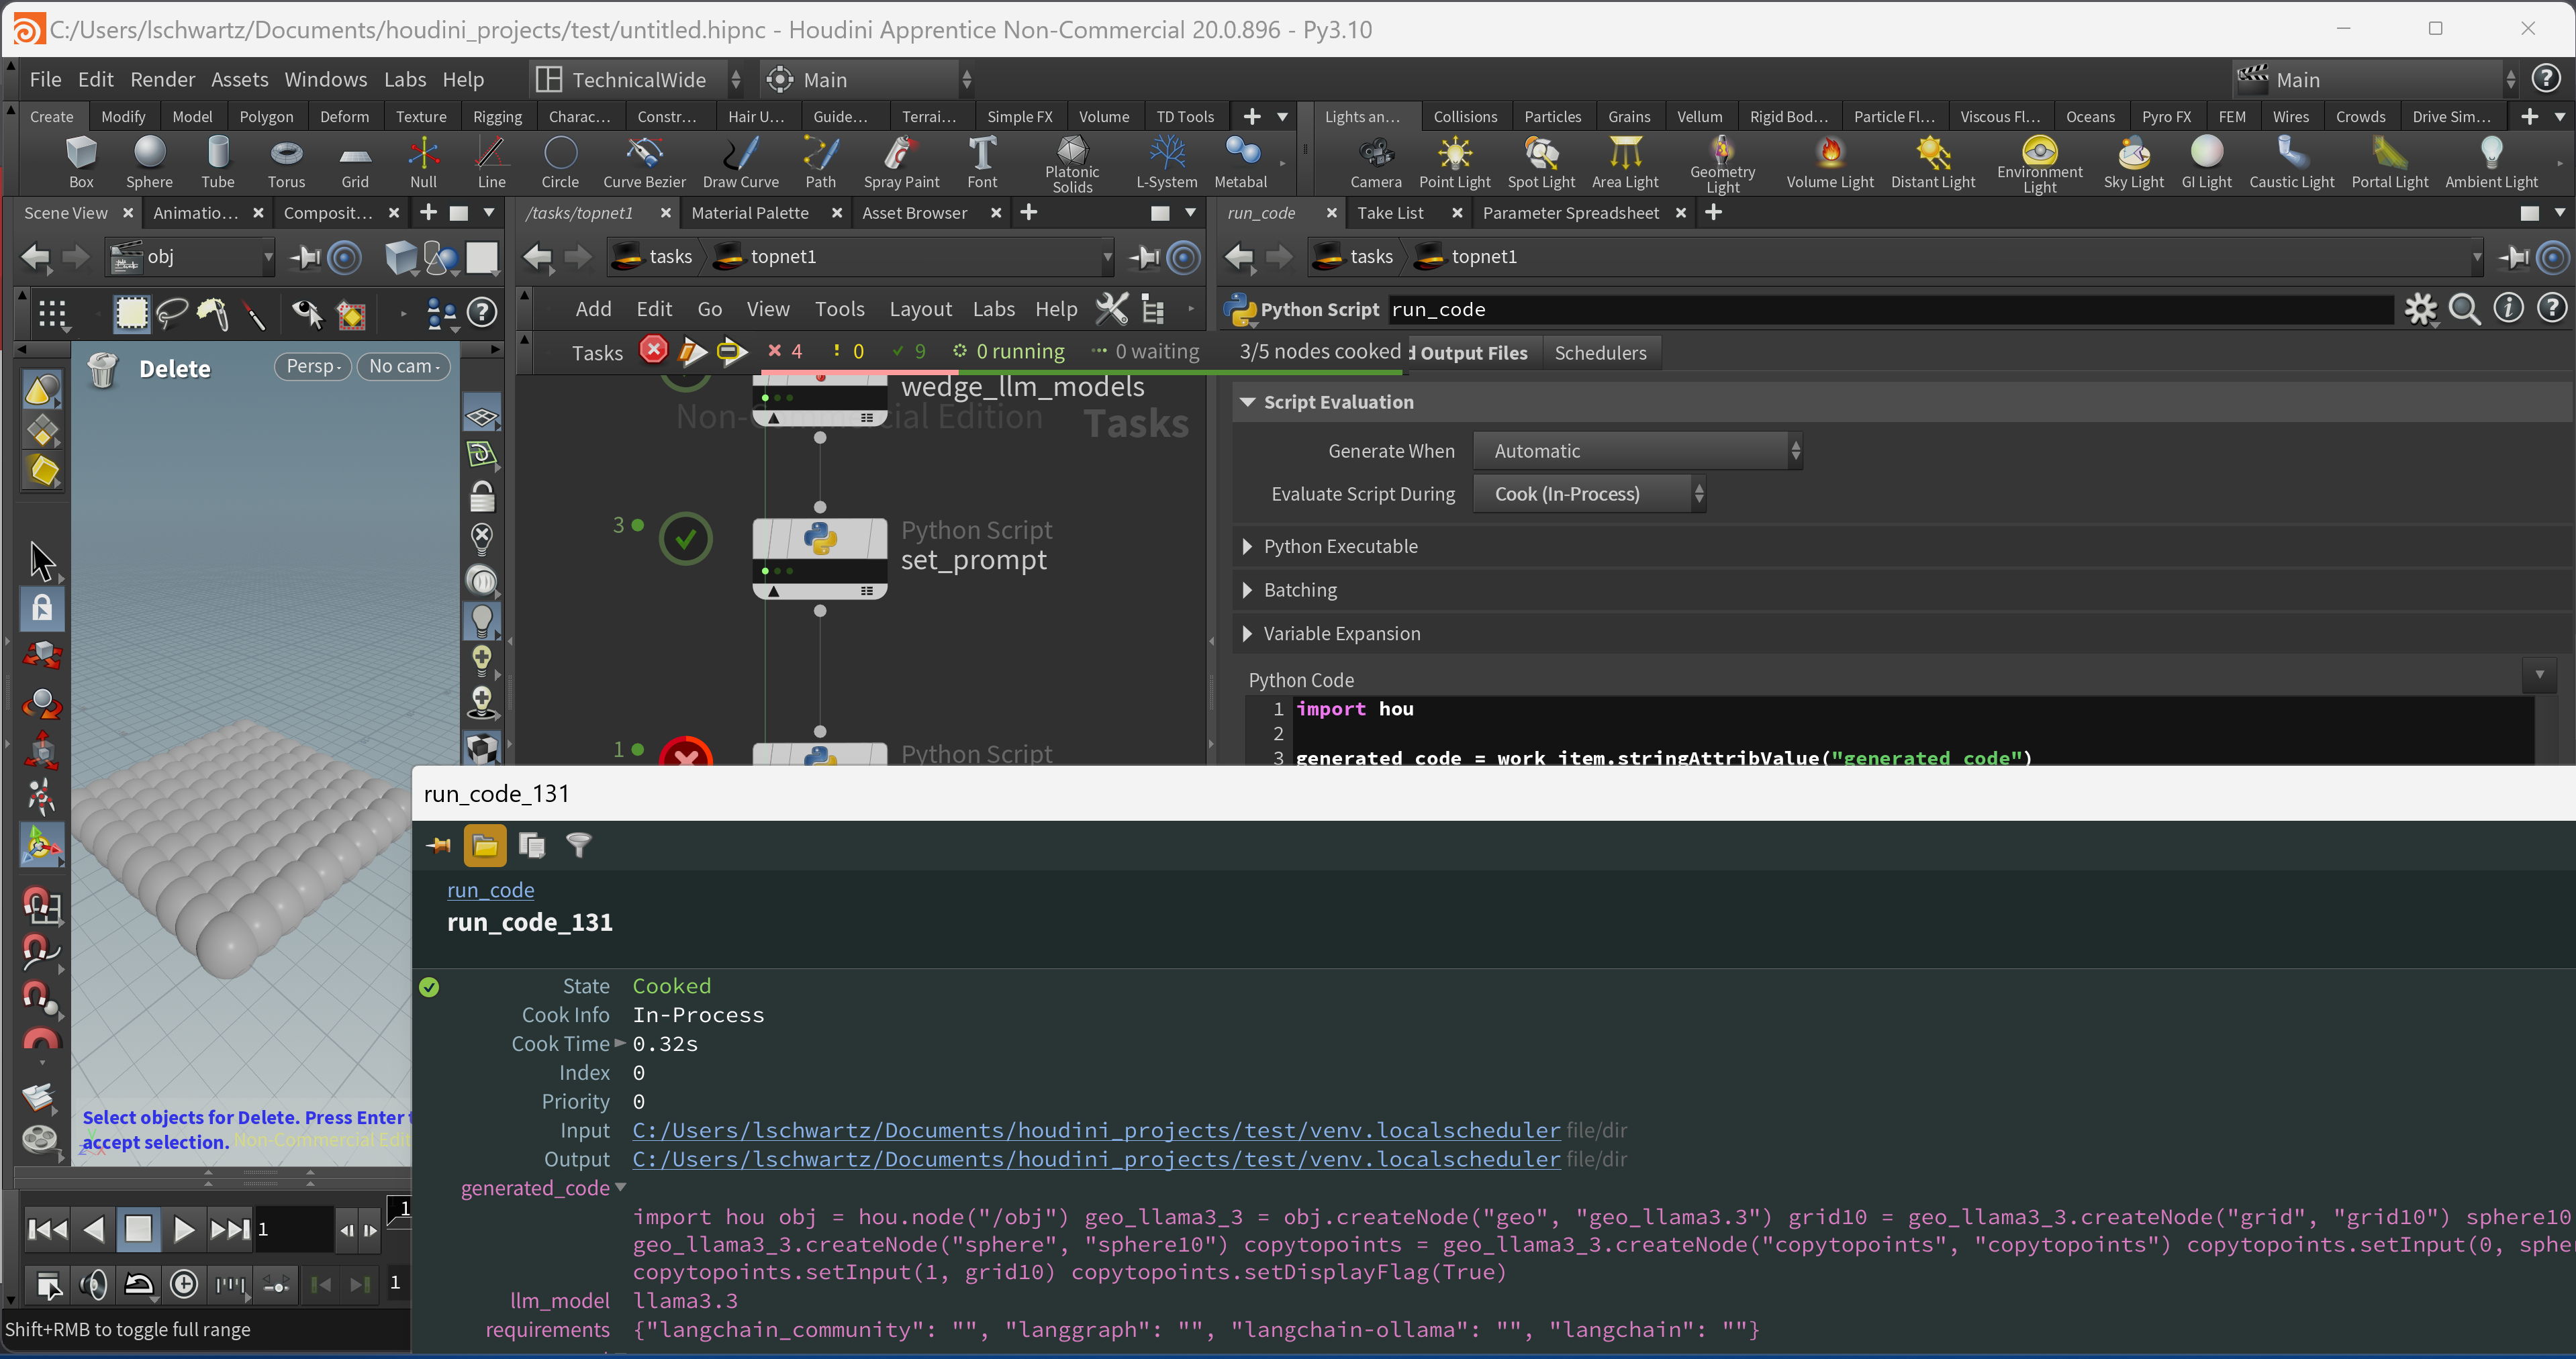 C:/Users/lschwartz/Documents/houdini_projects/test/untitled.hipnc - Houdini Apprentice Non-Commercial 20.0.896 - Py3.10
File Edit Render Assets Windows Labs Help TechnicalWide Main Main
Create Modify Model Polygon Deform Texture Rigging Charac... Constr... Hair U... Guide... Terrai... Simple FX Volume TD Tools Lights an... Collisions Particles Grains Vellum Rigid Bod... Particle Fl... Viscous Fl... Oceans Pyro FX FEM Wires Crowds Drive Sim...
Box Sphere Tube Torus Grid Null Line Circle Curve Bezier Draw Curve Path Spray Paint Font Platonic Solids L-System Metabal Camera Point Light Spot Light Area Light Geometry Light Volume Light Distant Light Environment Light Sky Light GI Light Caustic Light Portal Light Ambient Light
Scene View Animatio... Composit... /tasks/topnet1 Material Palette Asset Browser run_code Take List Parameter Spreadsheet
obj tasks topnet1 tasks topnet1
Add Edit Go View Tools Layout Labs Help Python Script run_code
Tasks 4 ! 0 9 0 running 0 waiting 3/5 nodes cooked d Output Files Schedulers
Delete Persp No cam
wedge_llm_models
Non-Commercial Edition Tasks
Script Evaluation
Generate When Automatic
Evaluate Script During Cook (In-Process)
3 Python Script
set_prompt
Python Executable
Batching
Variable Expansion
Python Code
1 import hou
2
3 generated_code = work_item.stringAttribValue("generated_code")
1 Python Script
run_code_131
run_code
run_code_131
State Cooked
Cook Info In-Process
Cook Time 0.32s
Index 0
Priority 0
Input C:/Users/lschwartz/Documents/houdini_projects/test/venv.localscheduler file/dir
Output C:/Users/lschwartz/Documents/houdini_projects/test/venv.localscheduler file/dir
generated_code
import hou obj = hou.node("/obj") geo_llama3_3 = obj.createNode("geo", "geo_llama3.3") grid10 = geo_llama3_3.createNode("grid", "grid10") sphere10
geo_llama3_3.createNode("sphere", "sphere10") copytopoints = geo_llama3_3.createNode("copytopoints", "copytopoints") copytopoints.setInput(0, sphe
copytopoints.setInput(1, grid10) copytopoints.setDisplayFlag(True)
llm_model llama3.3
requirements {"langchain_community": "", "langgraph": "", "langchain-ollama": "", "langchain": ""}
Select objects for Delete. Press Enter t
accept selection. Non-Commercial Edit
1 1
1
Shift+RMB to toggle full range